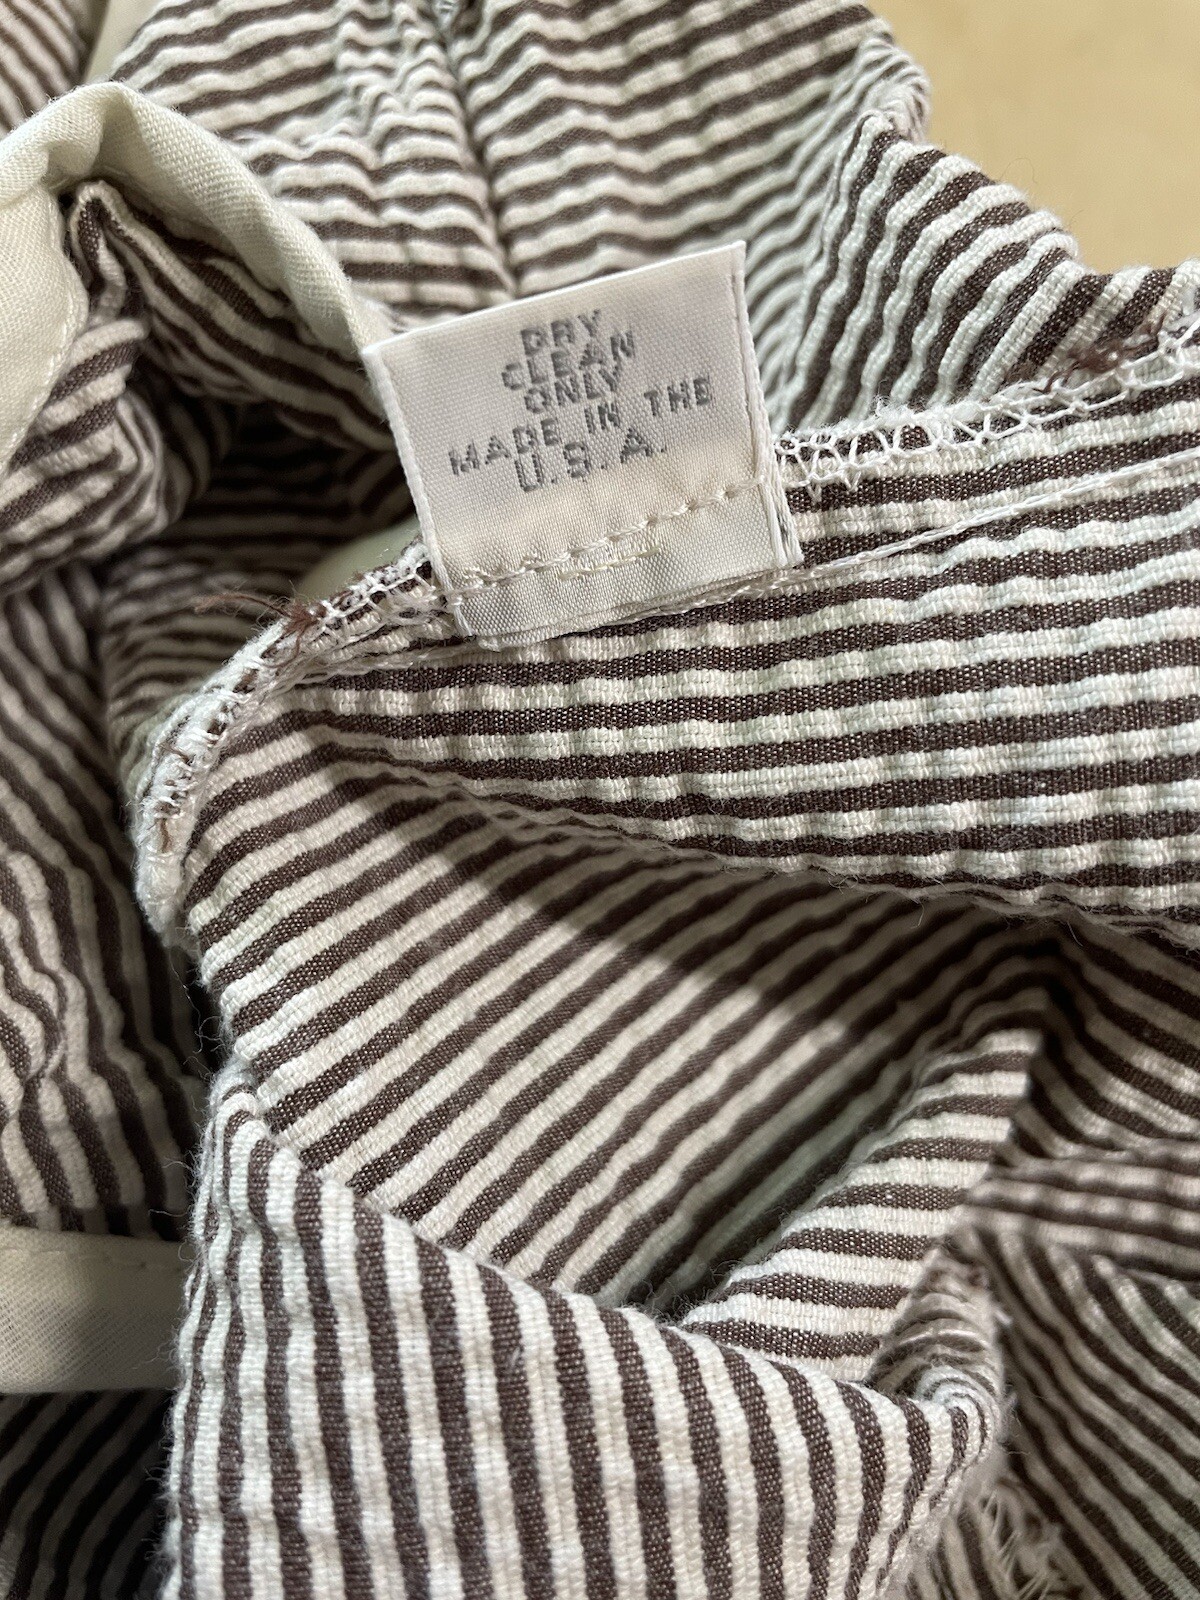 DRY
CLEAN
ONLY
MADE IN THE
U.S.A.